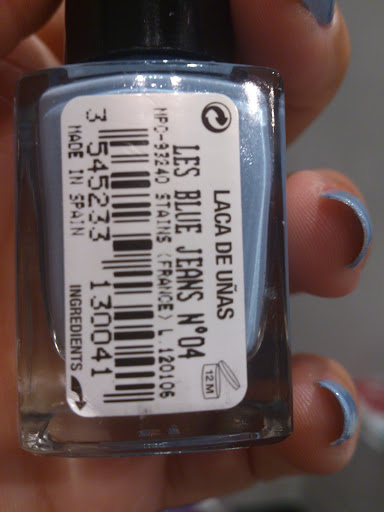 LACA DE UÑAS
LES BLUE JEANS N°04
MPO-93240 STAINS (FRANCE) L.120106
3 545233 130041
MADE IN SPAIN
INGREDIENTS
12M